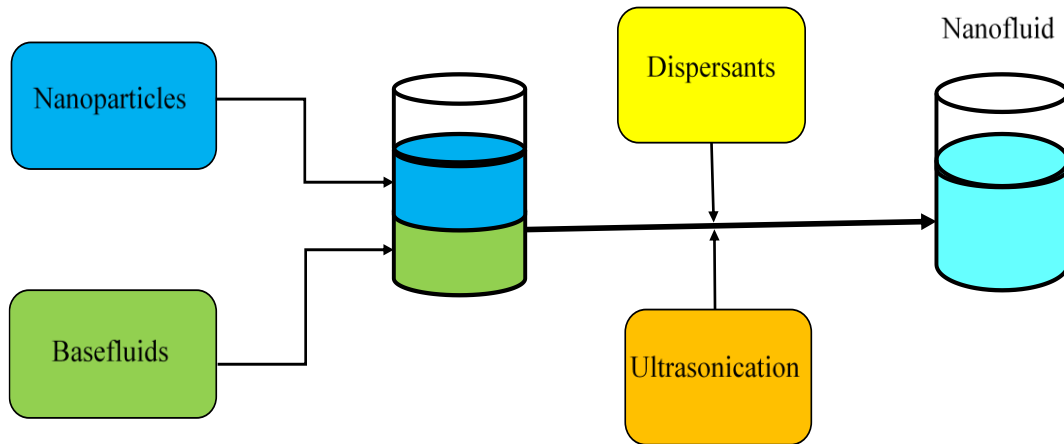 Nanoparticles
Basefluids
Dispersants
Ultrasonication
Nanofluid